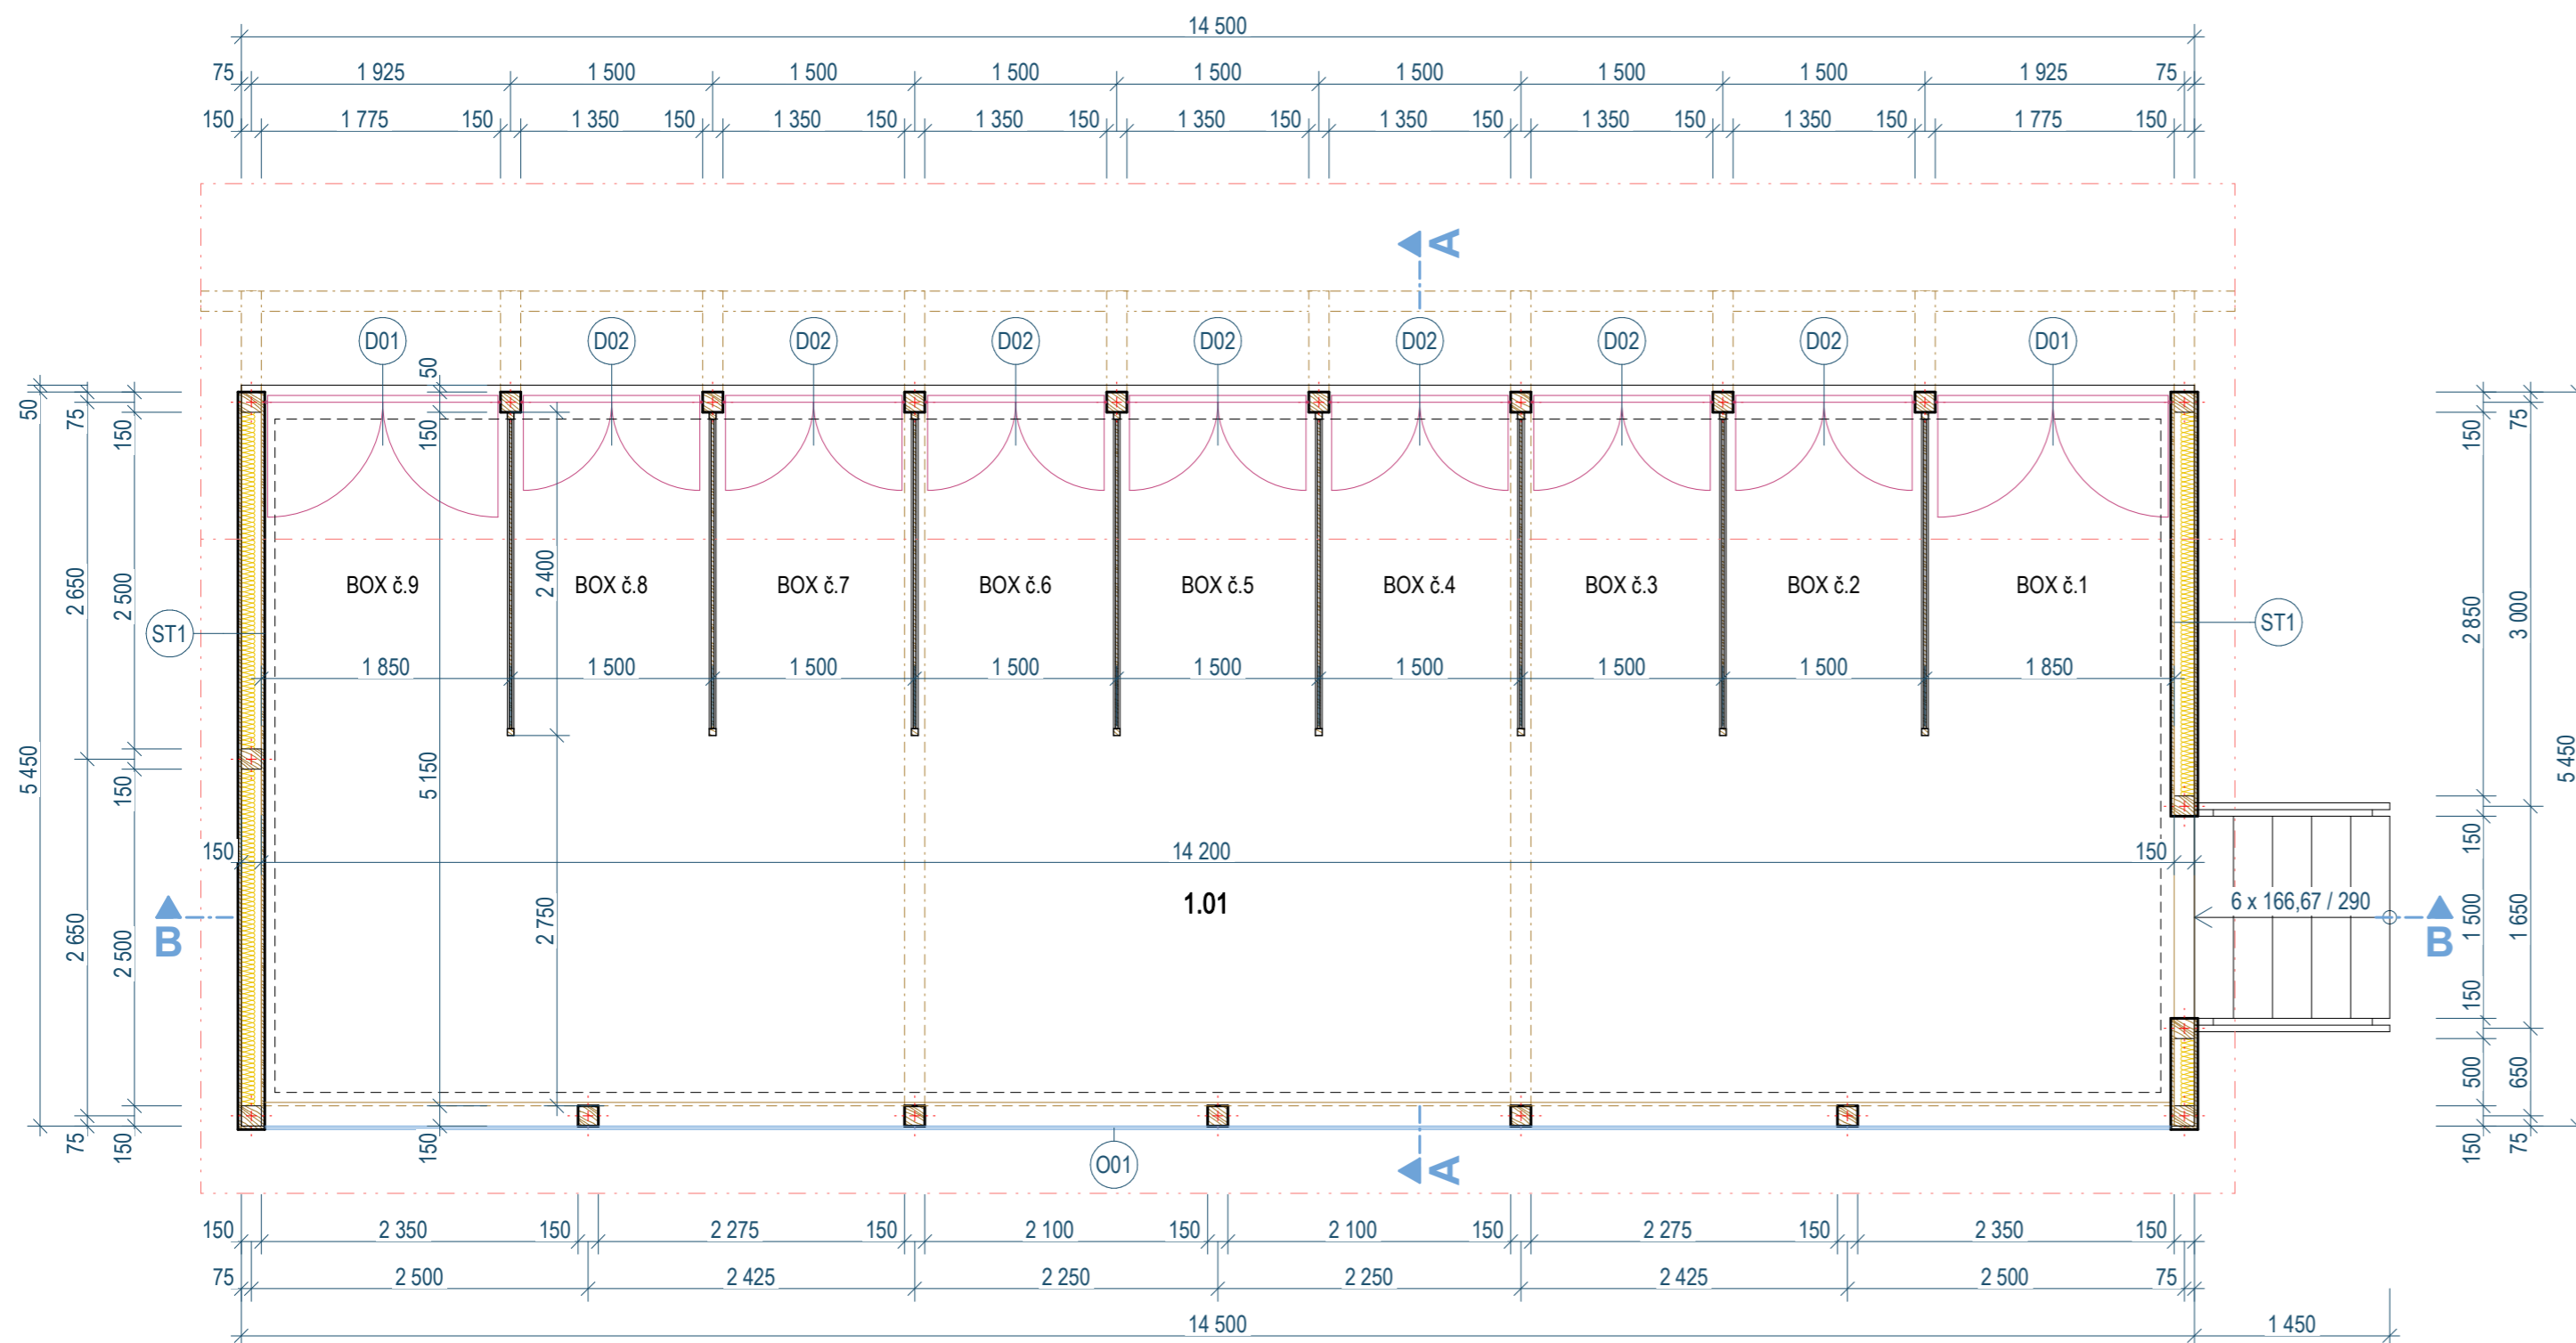 14 500
75 1 925 1 500 1 500 1 500 1 500 1 500 1 500 1 500 1 925 75
150 1 775 150 1 350 150 1 350 150 1 350 150 1 350 150 1 350 150 1 350 150 1 350 150 1 775 150
A
D01 D02 D02 D02 D02 D02 D02 D02 D01
50 75 150 50 150 150 75
BOX č.9 BOX č.8 BOX č.7 BOX č.6 BOX č.5 BOX č.4 BOX č.3 BOX č.2 BOX č.1
2 650 2 500 2 400 2 850 3 000
ST1 ST1
1 850 1 500 1 500 1 500 1 500 1 500 1 500 1 500 1 850
5 450 150 5 150 150 5 450
150 14 200 150
1.01
6 x 166,67 / 290
B B
2 650 2 500 2 750 1 500 1 650
150
500 650
75 150 150 150 75
O01
A
150 2 350 150 2 275 150 2 100 150 2 100 150 2 275 150 2 350 150
75 2 500 2 425 2 250 2 250 2 425 2 500 75
14 500 1 450